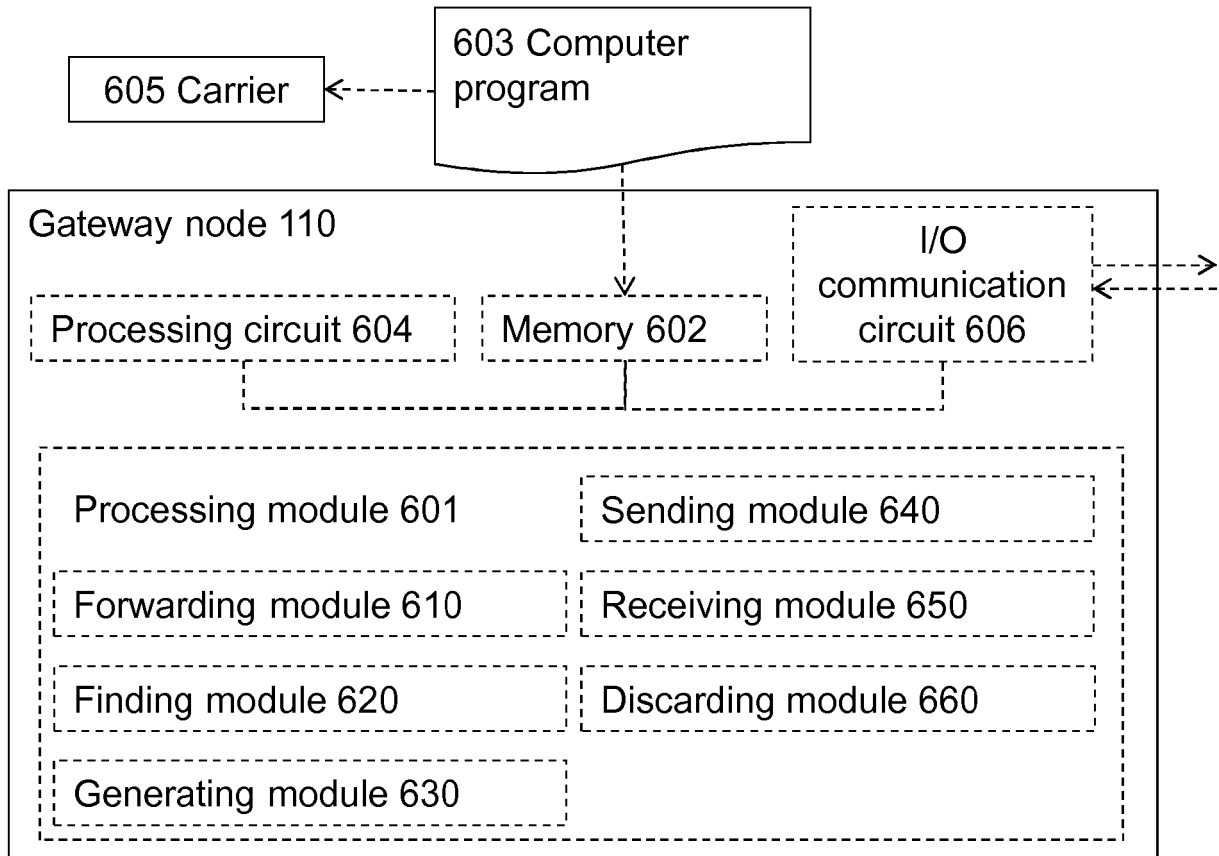 603 Computer
program
605 Carrier
Gateway node 110
I/O
communication
circuit 606
Processing circuit 604
Memory 602
Processing module 601
Sending module 640
Forwarding module 610
Receiving module 650
Finding module 620
Discarding module 660
Generating module 630